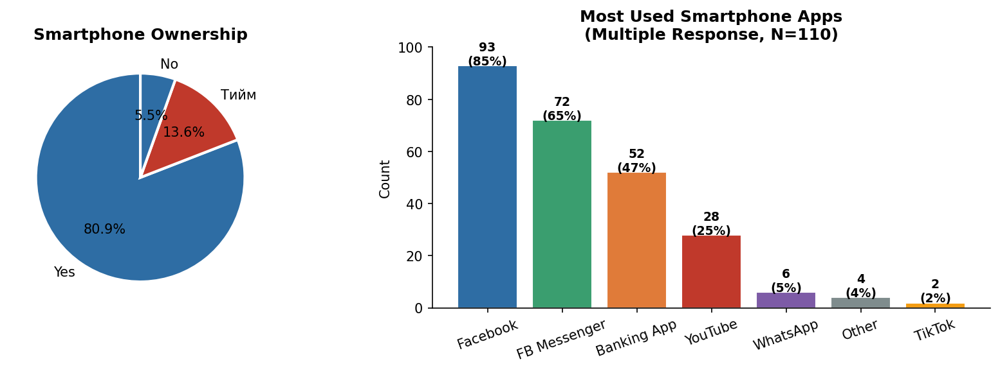 Smartphone Ownership
No
Тийм
5.5%
13.6%
80.9%
Yes
Most Used Smartphone Apps
(Multiple Response, N=110)
Count
100
80
60
40
20
0
93
(85%)
72
(65%)
52
(47%)
28
(25%)
6
(5%)
4
(4%)
2
(2%)
Facebook
FB Messenger
Banking App
YouTube
WhatsApp
Other
TikTok